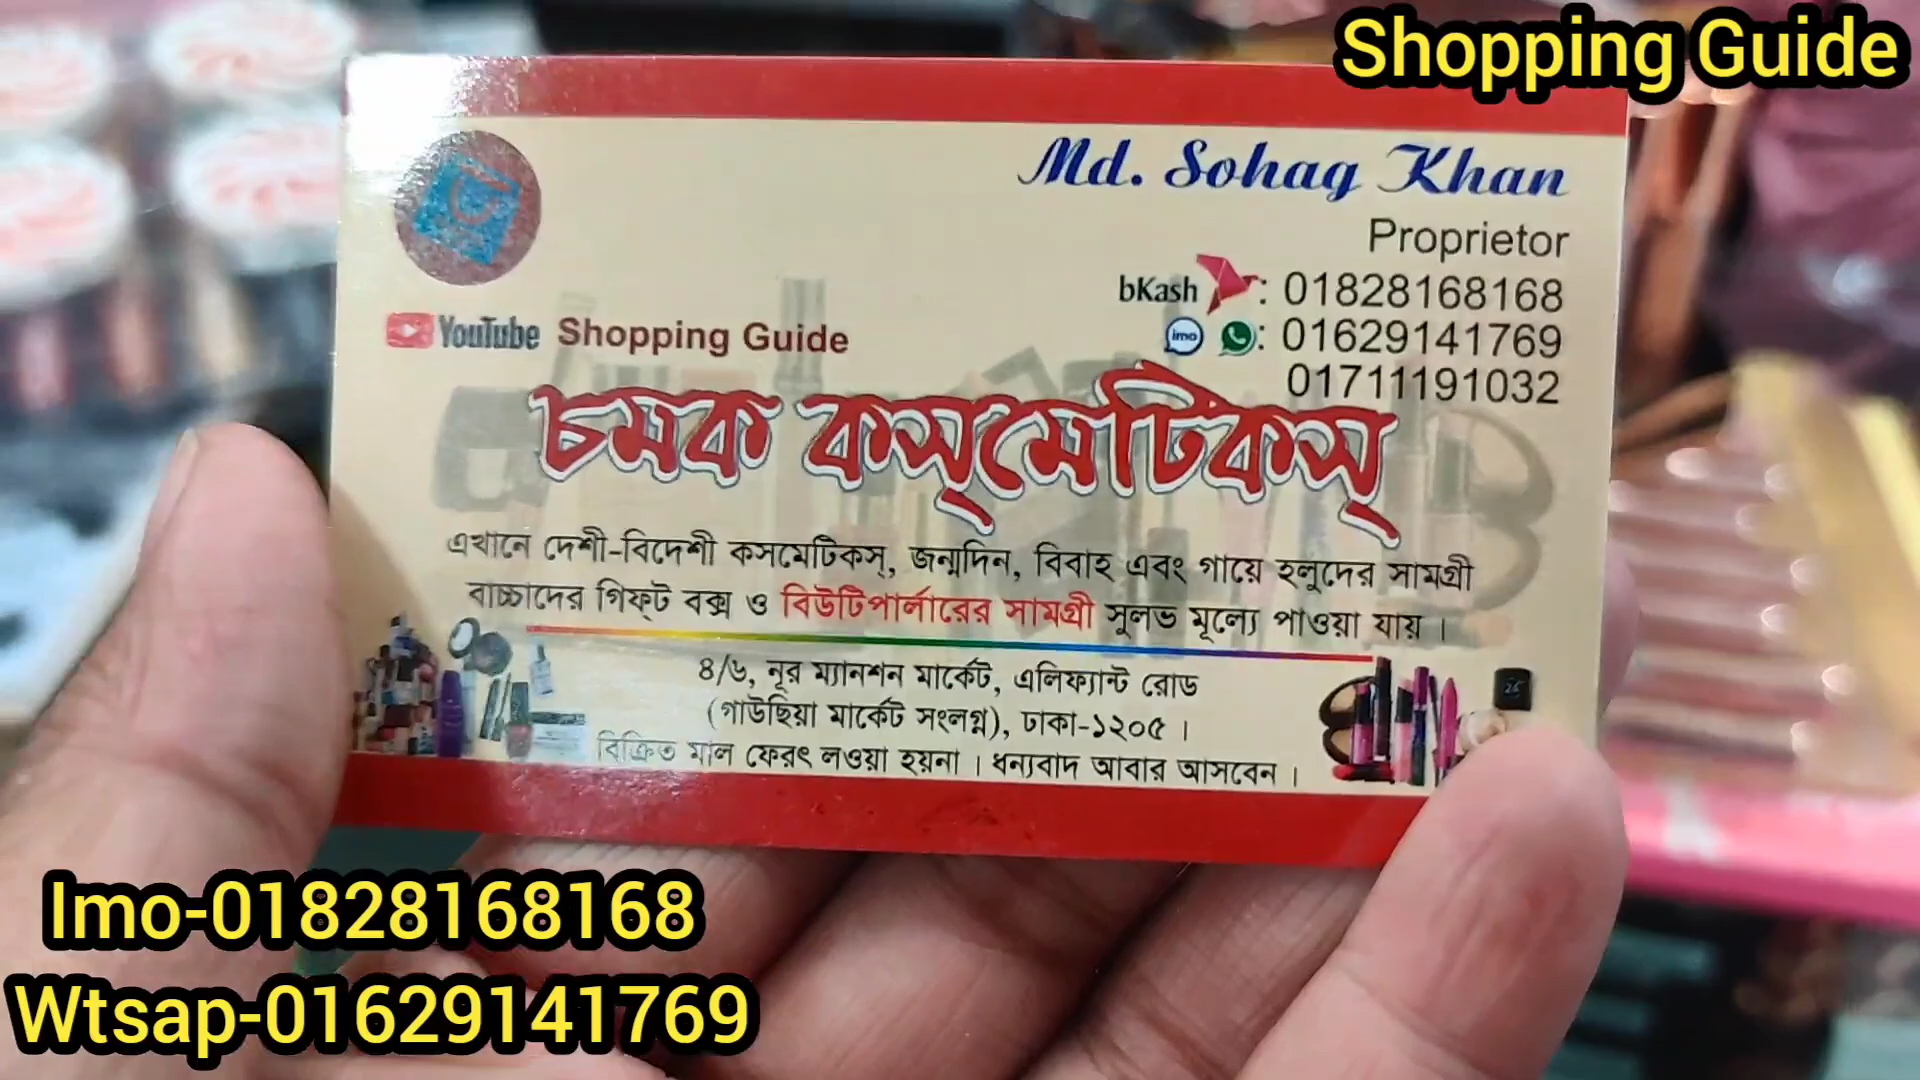 Shopping Guide
Md. Sohag Khan
Proprietor
bKash : 01828168168
imo : 01629141769
01711191032
YouTube Shopping Guide
চমক কস্‌মেটিকস্
এখানে দেশী-বিদেশী কসমেটিকস্, জন্মদিন, বিবাহ এবং গায়ে হলুদের সামগ্রী
বাচ্চাদের গিফ্‌ট বক্স ও বিউটিপার্লারের সামগ্রী সুলভ মূল্যে পাওয়া যায় ।
৪/৬, নূর ম্যানশন মার্কেট, এলিফ্যান্ট রোড
(গাউছিয়া মার্কেট সংলগ্ন), ঢাকা-১২০৫ ।
বিক্রিত মাল ফেরৎ লওয়া হয়না । ধন্যবাদ আবার আসবেন ।
Imo-01828168168
Wtsap-01629141769